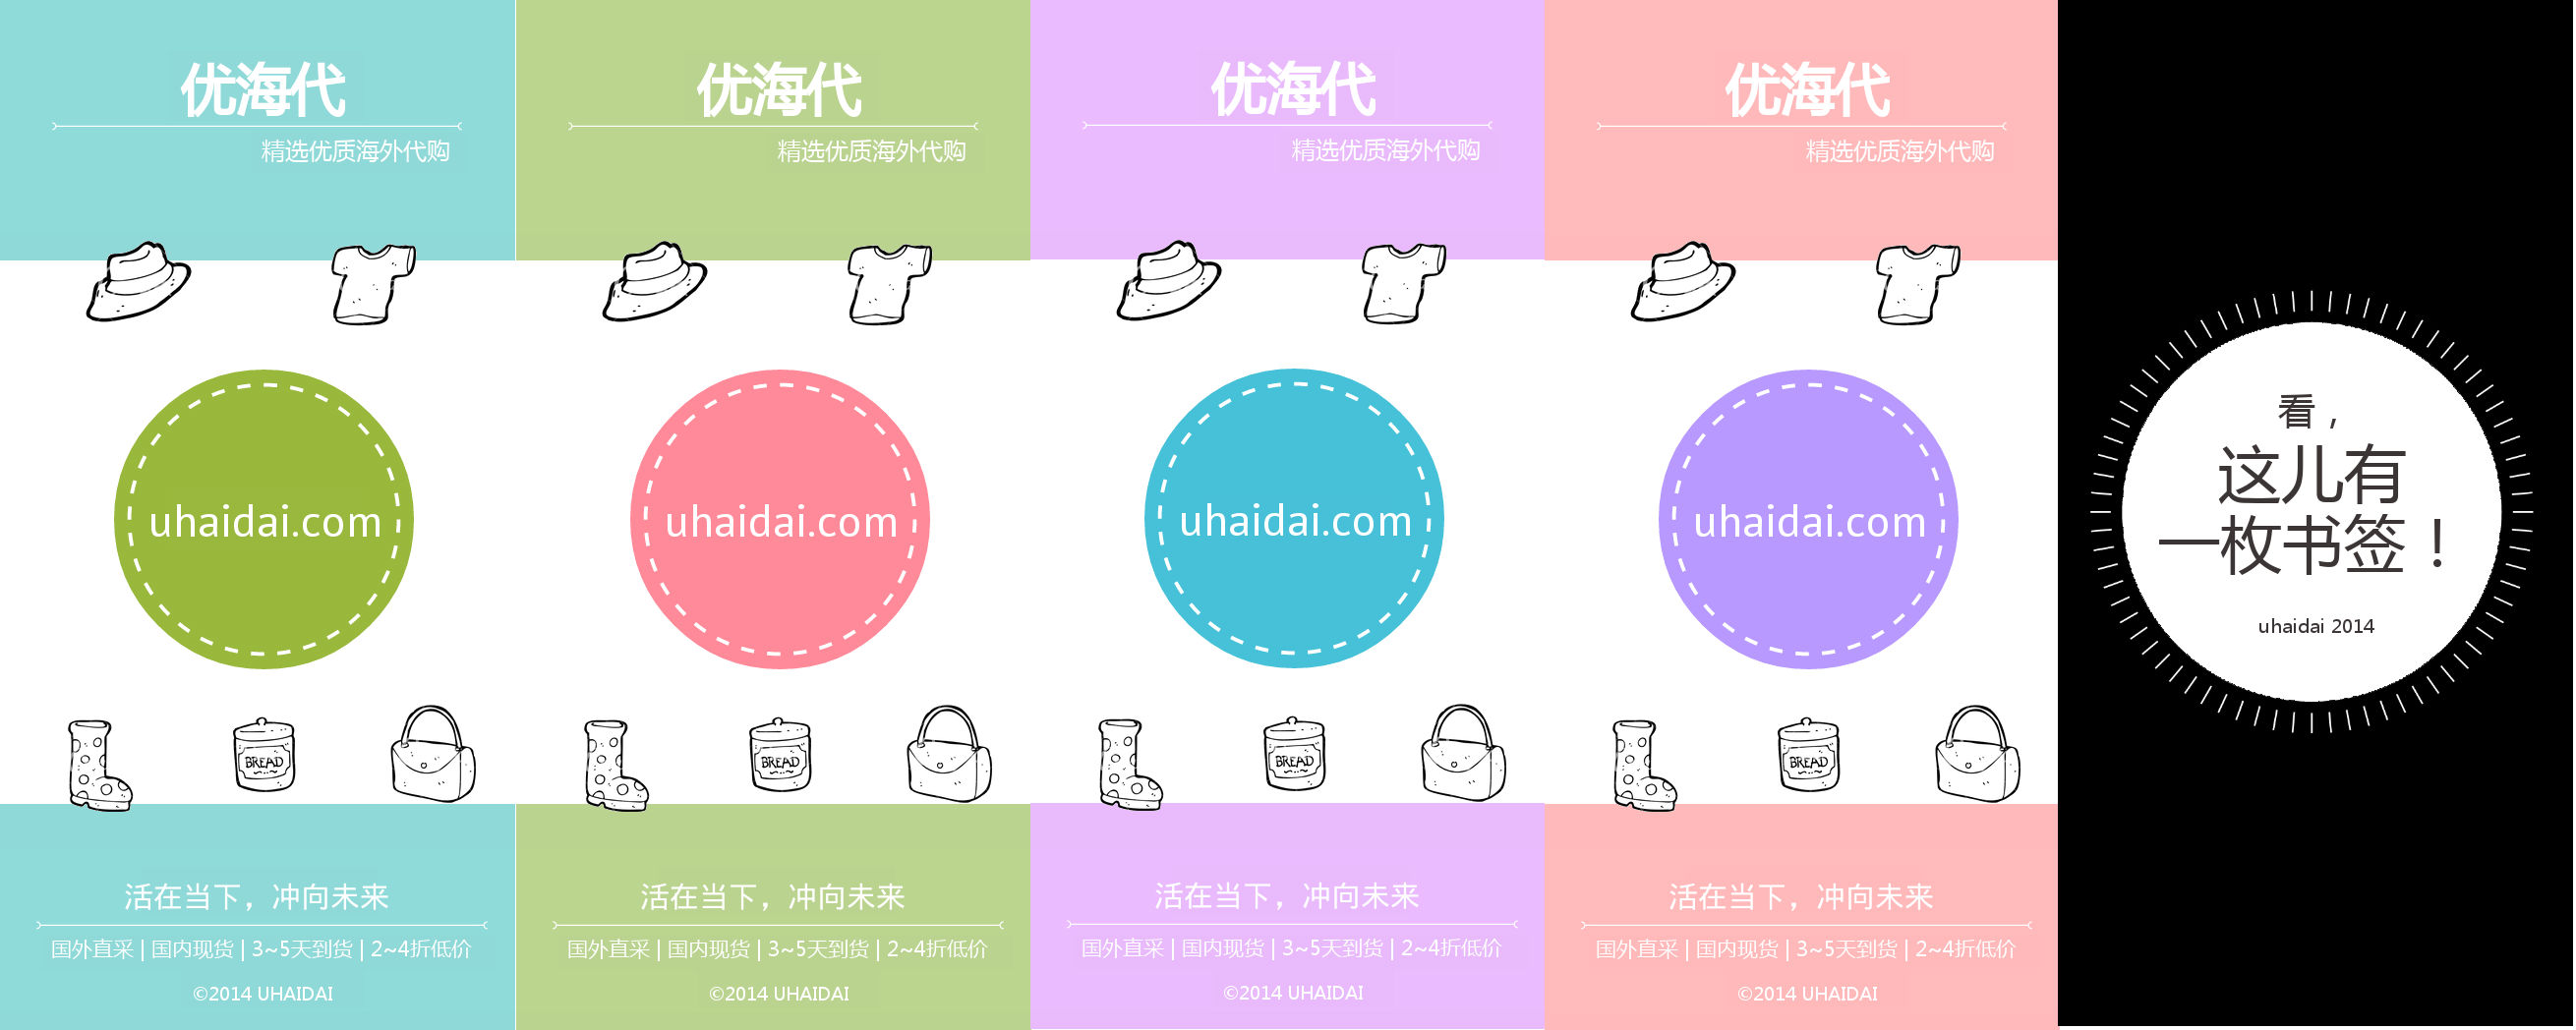 优海代
精选优质海外代购
uhaidai.com
BREAD
活在当下，冲向未来
国外直采 | 国内现货 | 3~5天到货 | 2~4折低价
©2014 UHAIDAI
优海代
精选优质海外代购
uhaidai.com
BREAD
活在当下，冲向未来
国外直采 | 国内现货 | 3~5天到货 | 2~4折低价
©2014 UHAIDAI
优海代
精选优质海外代购
uhaidai.com
BREAD
活在当下，冲向未来
国外直采 | 国内现货 | 3~5天到货 | 2~4折低价
©2014 UHAIDAI
优海代
精选优质海外代购
uhaidai.com
BREAD
活在当下，冲向未来
国外直采 | 国内现货 | 3~5天到货 | 2~4折低价
©2014 UHAIDAI
看，
这儿有
一枚书签！
uhaidai 2014